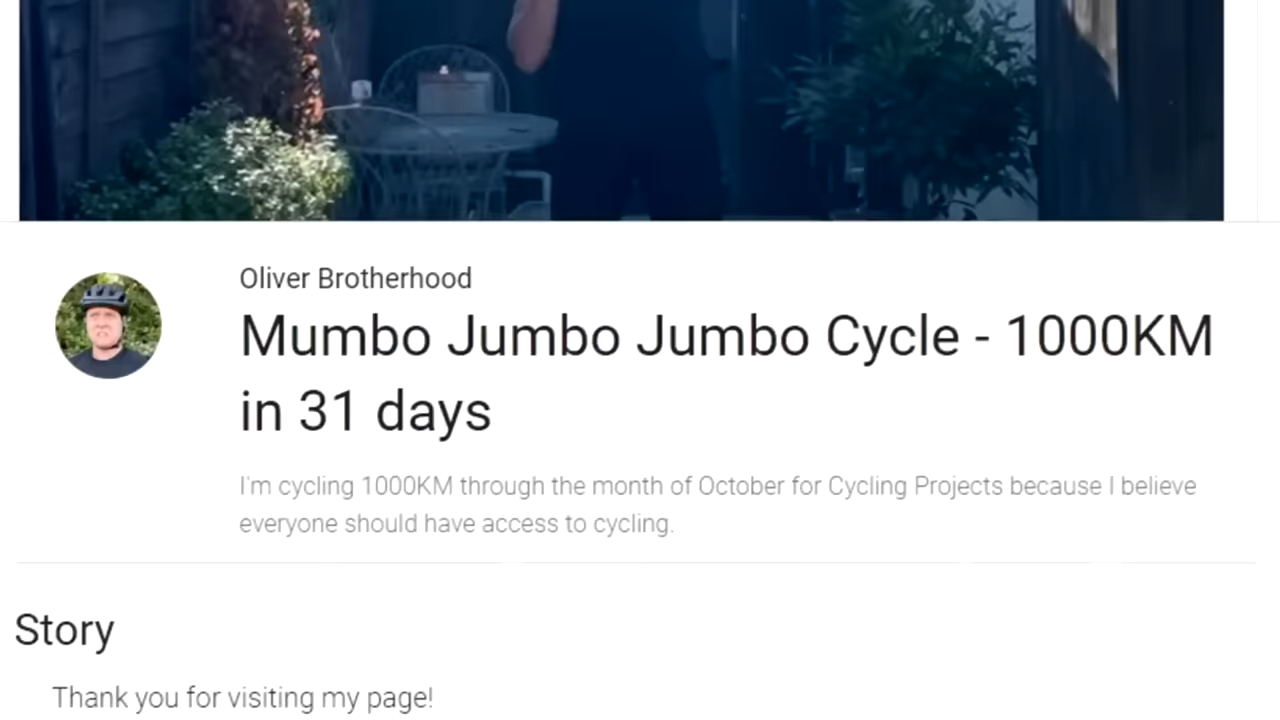 Oliver Brotherhood
Mumbo Jumbo Jumbo Cycle - 1000KM
in 31 days
I'm cycling 1000KM through the month of October for Cycling Projects because I believe
everyone should have access to cycling.
Story
Thank you for visiting my page!